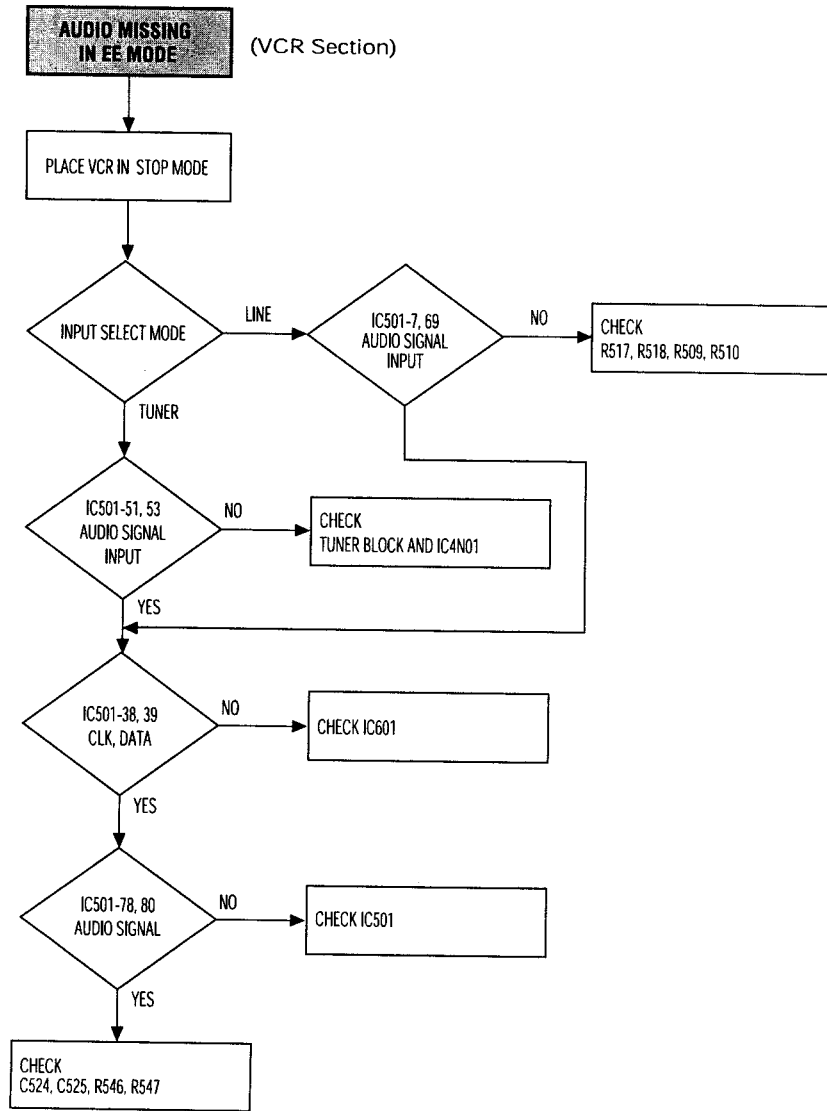 AUDIO MISSING
IN EE MODE
(VCR Section)
PLACE VCR IN STOP MODE
INPUT SELECT MODE
LINE
IC501-7, 69
AUDIO SIGNAL
INPUT
NO
CHECK
R517, R518, R509, R510
TUNER
IC501-51, 53
AUDIO SIGNAL
INPUT
NO
CHECK
TUNER BLOCK AND IC4N01
YES
IC501-38, 39
CLK, DATA
NO
CHECK IC601
YES
IC501-78, 80
AUDIO SIGNAL
NO
CHECK IC501
YES
CHECK
C524, C525, R546, R547